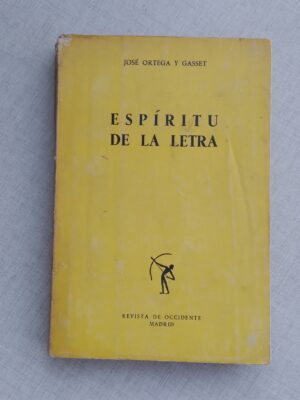 JOSÉ ORTEGA Y GASSET
ESPÍRITU
DE LA LETRA
REVISTA DE OCCIDENTE
MADRID